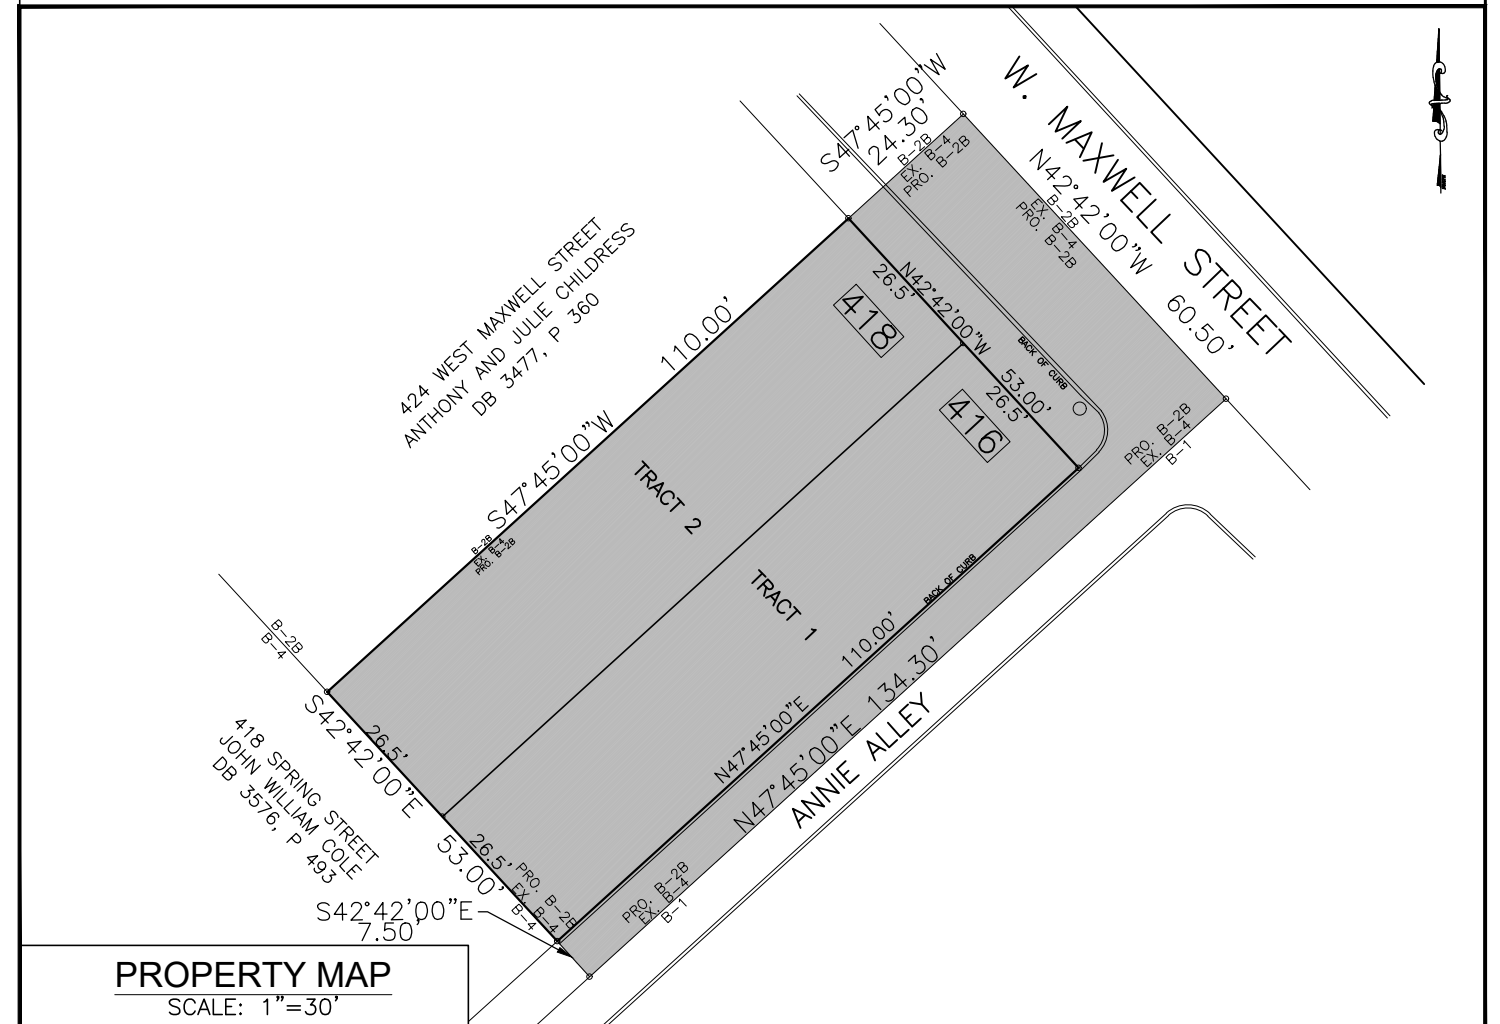 W. MAXWELL STREET
S47°45'00"W
24.30'
B-2B
EX. B-4
PRO. B-2B
N42°42'00"W 60.50'
B-2B
EX. B-4
PRO. B-2B
424 WEST MAXWELL STREET
ANTHONY AND JULIE CHILDRESS
DB 3477, P 360
S47°45'00"W 110.00'
B-2B
EX. B-4
PRO. B-2B
N42°42'00"W 53.00'
26.5'
26.5'
418
416
BACK OF CURB
PRO. B-2B
EX. B-4
B-1
TRACT 2
TRACT 1
BACK OF CURB
N47°45'00"E 110.00'
N47°45'00"E 134.30'
ANNIE ALLEY
B-2B
B-4
S42°42'00"E 53.00'
26.5'
26.5'
418 SPRING STREET
JOHN WILLIAM COLE
DB 3576, P 493
PRO. B-2B
EX. B-4
B-4
PRO. B-2B
EX. B-4
B-1
S42°42'00"E
7.50'
PROPERTY MAP
SCALE: 1"=30'